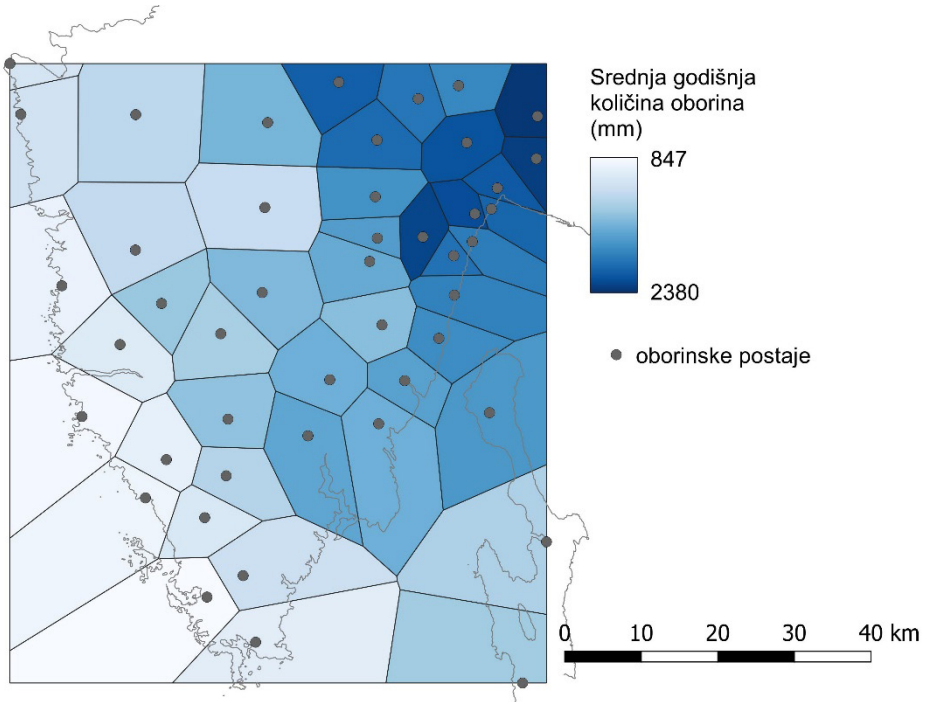 Srednja godišnja
količina oborina
(mm)
847
2380
oborinske postaje
0 10 20 30 40 km